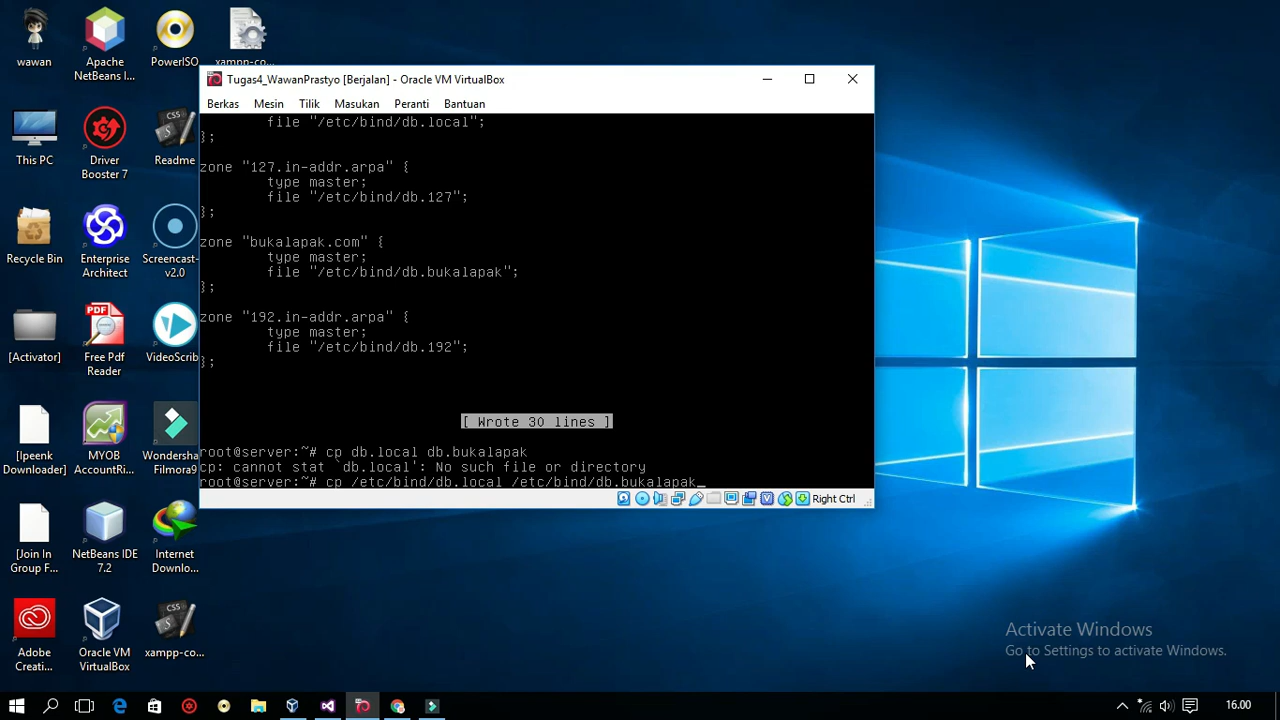 wawan
Apache
NetBeans I...
PowerISO
xampp-co...
This PC
Driver
Booster 7
Readme
Recycle Bin
Enterprise
Architect
Screencast-
v2.0
[Activator]
Free Pdf
Reader
VideoScrib
[Ipeenk
Downloader]
MYOB
AccountRi...
Wondersha
Filmora9
[Join In
Group F...
NetBeans IDE
7.2
Internet
Downlo...
Adobe
Creati...
Oracle VM
VirtualBox
xampp-co...
PDF
CSS
CSS
Tugas4_WawanPrastyo [Berjalan] - Oracle VM VirtualBox
Berkas Mesin Tilik Masukan Peranti Bantuan
file "/etc/bind/db.local";
};
zone "127.in-addr.arpa" {
type master;
file "/etc/bind/db.127";
};
zone "bukalapak.com" {
type master;
file "/etc/bind/db.bukalapak";
};
zone "192.in-addr.arpa" {
type master;
file "/etc/bind/db.192";
};
[ Wrote 30 lines ]
root@server:~# cp db.local db.bukalapak
cp: cannot stat `db.local': No such file or directory
root@server:~# cp /etc/bind/db.local /etc/bind/db.bukalapak_
Right Ctrl
Activate Windows
Go to Settings to activate Windows.
16.00